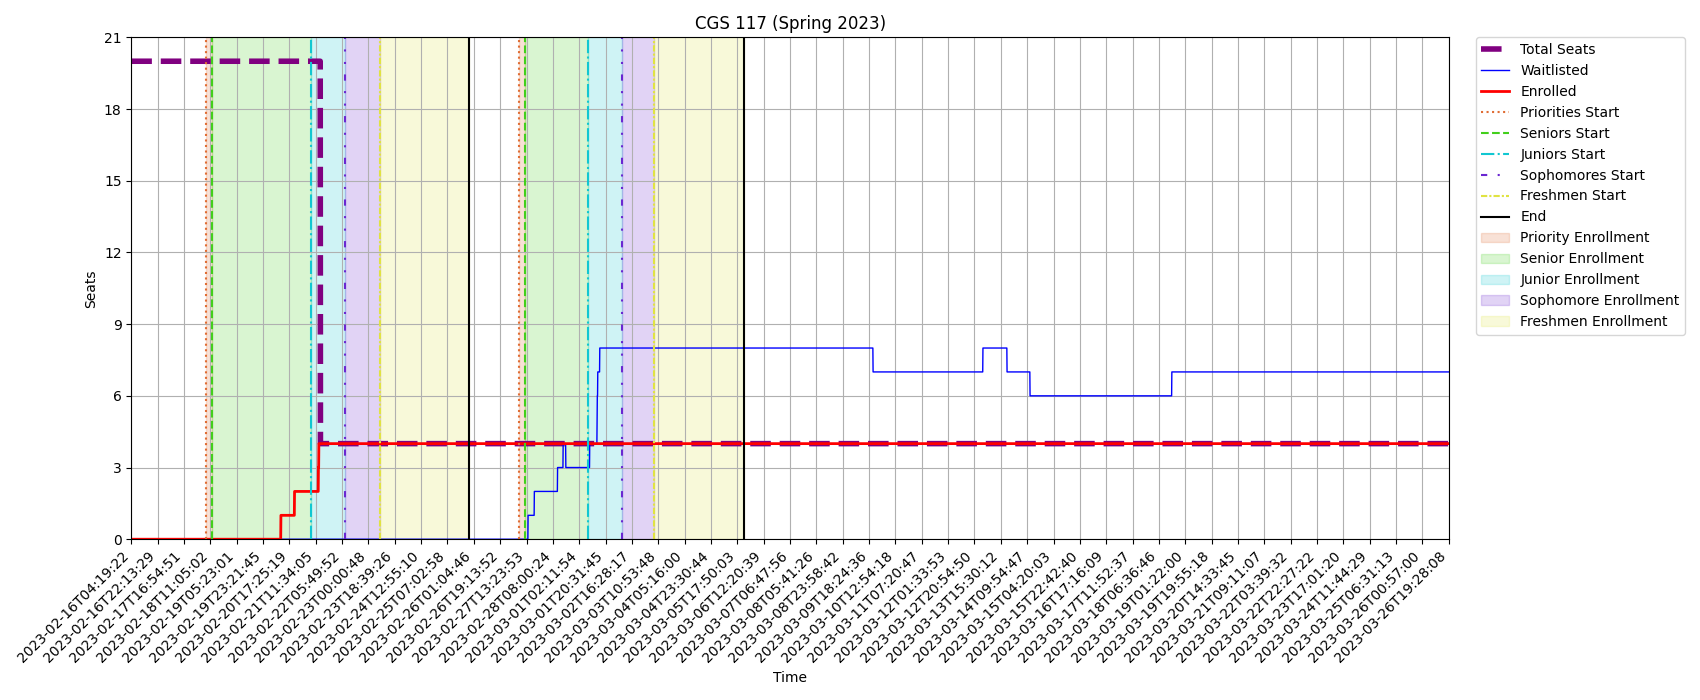 CGS 117 (Spring 2023)
21
18
15
12
9
6
3
0
Seats
2023-02-16T04:19:22
2023-02-16T22:13:29
2023-02-17T16:54:51
2023-02-18T11:05:02
2023-02-19T05:23:01
2023-02-19T23:21:45
2023-02-20T17:25:19
2023-02-21T11:34:05
2023-02-22T05:49:52
2023-02-23T00:00:48
2023-02-23T18:39:26
2023-02-24T12:55:10
2023-02-25T07:02:58
2023-02-26T01:04:46
2023-02-26T19:13:52
2023-02-27T13:23:53
2023-02-28T08:00:24
2023-03-01T02:11:54
2023-03-01T20:31:45
2023-03-02T16:28:17
2023-03-03T10:53:48
2023-03-04T05:16:00
2023-03-04T23:30:44
2023-03-05T17:50:03
2023-03-06T12:20:39
2023-03-07T06:47:56
2023-03-08T05:41:26
2023-03-08T23:58:42
2023-03-09T18:24:36
2023-03-10T12:54:18
2023-03-11T07:20:47
2023-03-12T01:33:53
2023-03-12T20:54:50
2023-03-13T15:30:12
2023-03-14T09:54:47
2023-03-15T04:20:03
2023-03-15T22:42:40
2023-03-16T17:16:09
2023-03-17T11:52:37
2023-03-18T06:36:46
2023-03-19T01:22:00
2023-03-19T19:55:18
2023-03-20T14:33:45
2023-03-21T09:11:07
2023-03-22T03:39:32
2023-03-22T22:27:22
2023-03-23T17:01:20
2023-03-24T11:44:29
2023-03-25T06:31:13
2023-03-26T00:57:00
2023-03-26T19:28:08
Time
Total Seats
Waitlisted
Enrolled
Priorities Start
Seniors Start
Juniors Start
Sophomores Start
Freshmen Start
End
Priority Enrollment
Senior Enrollment
Junior Enrollment
Sophomore Enrollment
Freshmen Enrollment